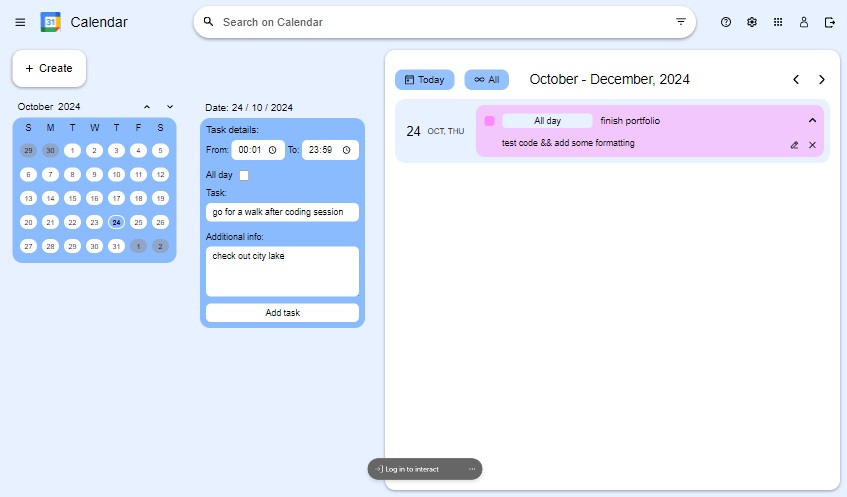 31 Calendar
Search on Calendar
+ Create
October 2024
S M T W T F S
29 30 1 2 3 4 5
6 7 8 9 10 11 12
13 14 15 16 17 18 19
20 21 22 23 24 25 26
27 28 29 30 31 1 2
Date: 24 / 10 / 2024
Task details:
From: 00:01 To: 23:59
All day
Task:
go for a walk after coding session
Additional info:
check out city lake
Add task
Today All October - December, 2024
24 OCT, THU
All day finish portfolio
test code && add some formatting
Log in to interact ...